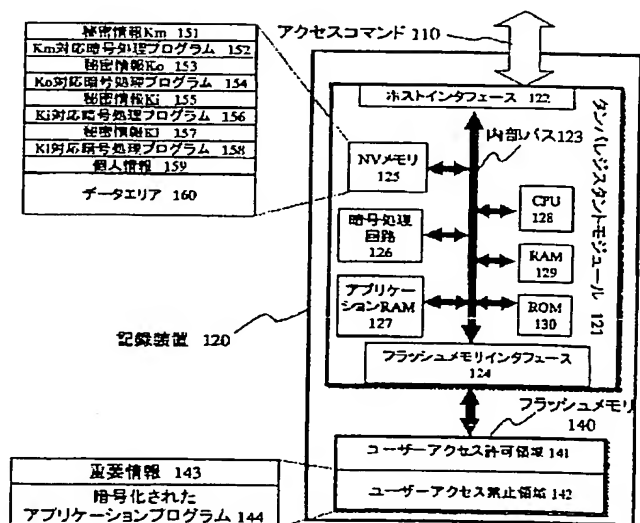 アクセスコマンド 110
秘密情報Km 151
Km対応暗号処理プログラム 152
秘密情報Ko 153
Ko対応暗号処理プログラム 154
秘密情報Ki 155
Ki対応暗号処理プログラム 156
秘密情報Kl 157
Kl対応暗号処理プログラム 158
個人情報 159
データエリア 160
ホストインタフェース 122
内部バス123
NVメモリ
125
CPU
128
暗号処理
回路
126
RAM
129
アプリケー
ションRAM
127
ROM
130
タンパレジスタントモジュール 121
フラッシュメモリインタフェース
124
記録装置 120
フラッシュメモリ
140
ユーザーアクセス許可領域 141
ユーザーアクセス禁止領域 142
重要情報 143
暗号化された
アプリケーションプログラム 144